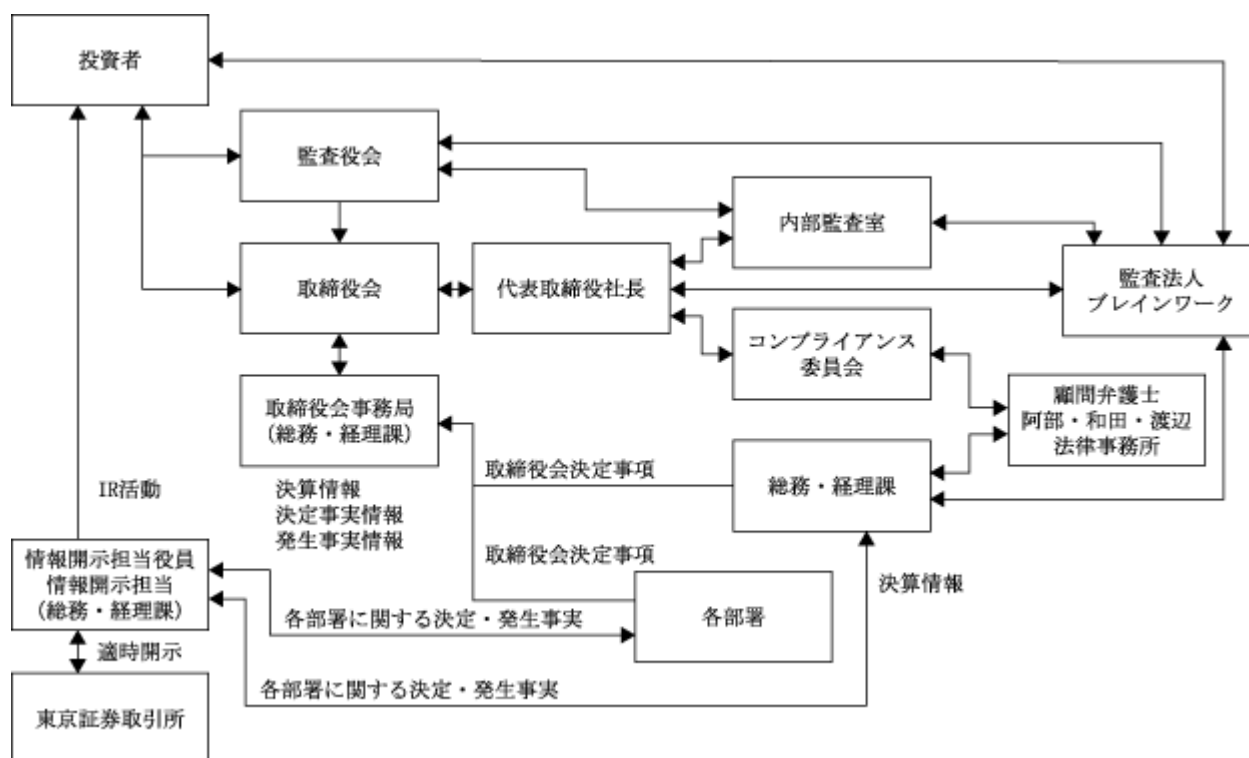 投資者
監査役会
内部監査室
取締役会
代表取締役社長
監査法人
ブレインワーク
コンプライアンス
委員会
取締役会事務局
(総務・経理課)
顧問弁護士
阿部・和田・渡辺
法律事務所
取締役会決定事項
総務・経理課
IR活動
決算情報
決定事実情報
発生事実情報
取締役会決定事項
情報開示担当役員
情報開示担当
(総務・経理課)
決算情報
各部署に関する決定・発生事実
各部署
適時開示
各部署に関する決定・発生事実
東京証券取引所